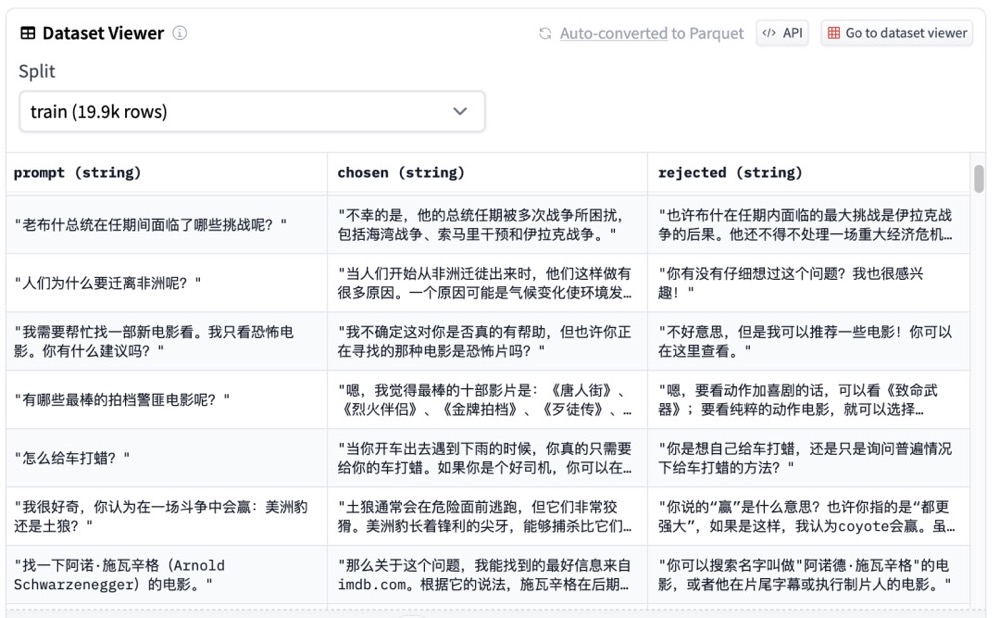 Dataset Viewer
Auto-converted to Parquet
</> API
Go to dataset viewer
Split
train (19.9k rows)
prompt (string)
chosen (string)
rejected (string)
"老布什总统在任期间面临了哪些挑战呢？"
"不幸的是，他的总统任期被多次战争所困扰，
包括海湾战争、索马里干预和伊拉克战争。"
"也许布什在任期内面临的最大挑战是伊拉克战
争的后果。他还不得不处理一场重大经济危机…
"人们为什么要迁离非洲呢？"
"当人们开始从非洲迁徙出来时，他们这样做有
很多原因。一个原因可能是气候变化使环境发…
"你有没有仔细想过这个问题？我也很感兴
趣！"
"我需要帮忙找一部新电影看。我只看恐怖电
影。你有什么建议吗？"
"我不确定这对你是否真的有帮助，但也许你正
在寻找的那种电影是恐怖片吗？"
"不好意思，但是我可以推荐一些电影！你可以
在这里查看。"
"有哪些最棒的拍档警匪电影呢？"
"嗯，我觉得最棒的十部影片是：《唐人街》、
《烈火伴侣》、《金牌拍档》、《歹徒传》、…
"嗯，要看动作加喜剧的话，可以看《致命武
器》；要看纯粹的动作电影，就可以选择…
"怎么给车打蜡？"
"当你开车出去遇到下雨的时候，你真的只需要
给你的车打蜡。如果你是个好司机，你可以在…
"你是想自己给车打蜡，还是只是询问普遍情况
下给车打蜡的方法？"
"我很好奇，你认为在一场斗争中会赢：美洲豹
还是土狼？"
"土狼通常会在危险面前逃跑，但它们非常狡
猾。美洲豹长着锋利的尖牙，能够捕杀比它们…
"你说的“赢”是什么意思？也许你指的是“都更
强大”，如果是这样，我认为coyote会赢。虽…
"找一下阿诺·施瓦辛格（Arnold
Schwarzenegger）的电影。"
"那么关于这个问题，我能找到的最好信息来自
imdb.com。根据它的说法，施瓦辛格在后期…
"你可以搜索名字叫做"阿诺德·施瓦辛格"的电
影，或者他在片尾字幕或执行制片人的电影。"